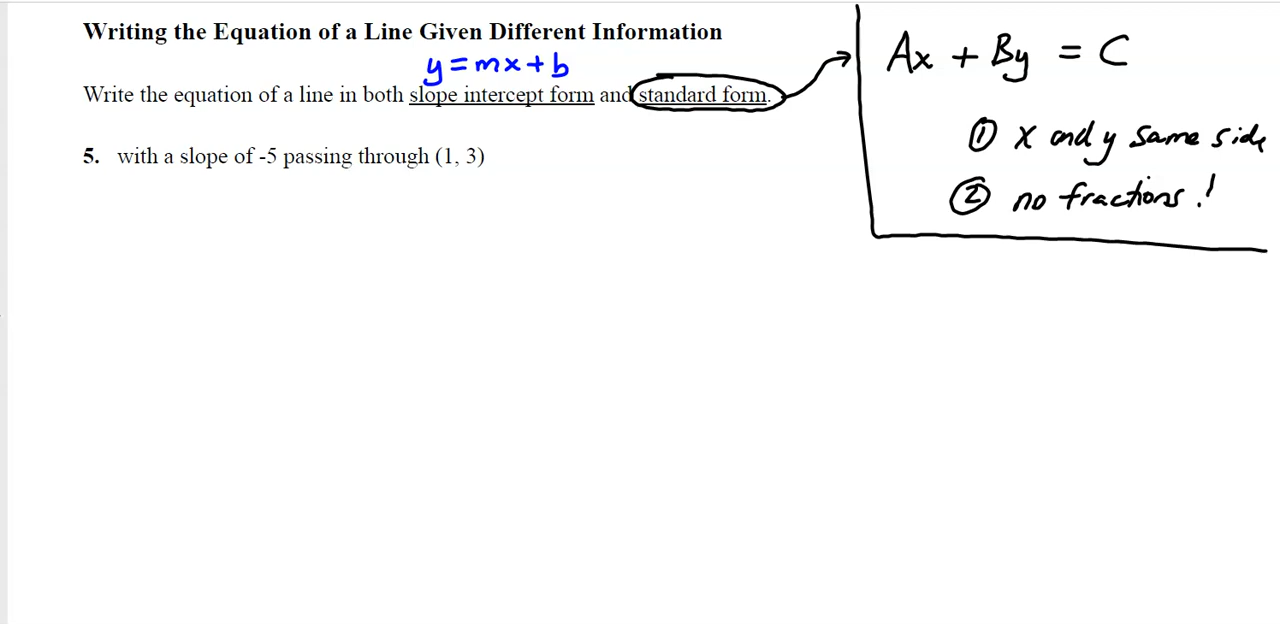 Writing the Equation of a Line Given Different Information
y = mx + b
Write the equation of a line in both slope intercept form and standard form.
5. with a slope of -5 passing through (1, 3)
Ax + By = C
① x and y same side
② no fractions!